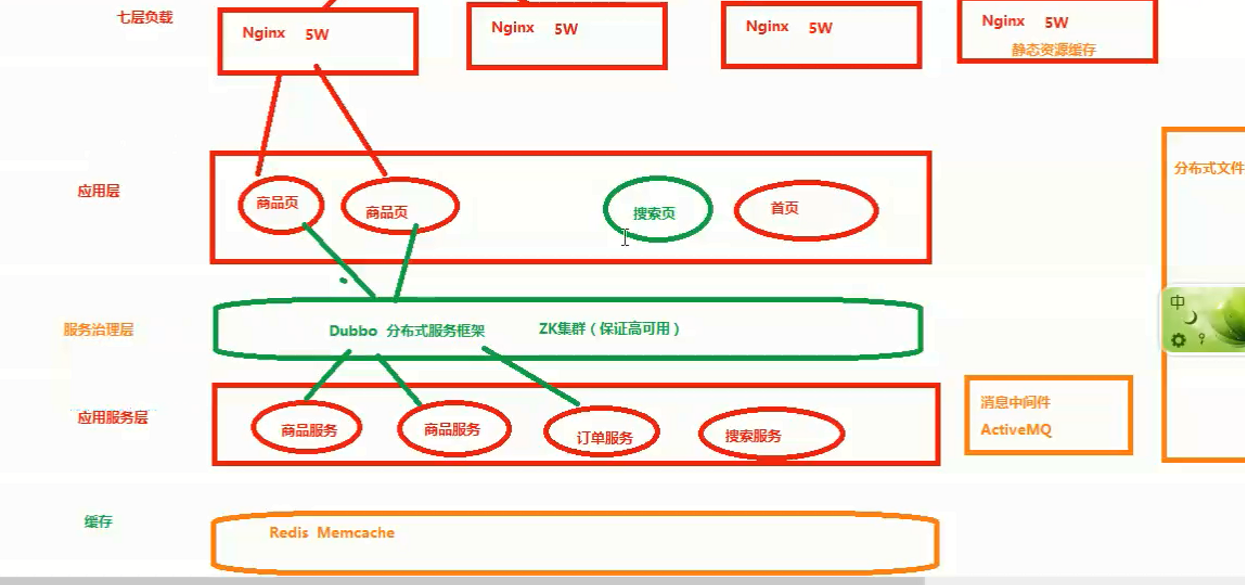 七层负载
Nginx 5W
Nginx 5W
Nginx 5W
Nginx 5W
静态资源缓存
应用层
商品页
商品页
搜索页
首页
分布式文件
中
服务治理层
Dubbo 分布式服务框架
ZK集群（保证高可用）
应用服务层
商品服务
商品服务
订单服务
搜索服务
消息中间件
ActiveMQ
缓存
Redis Memcache